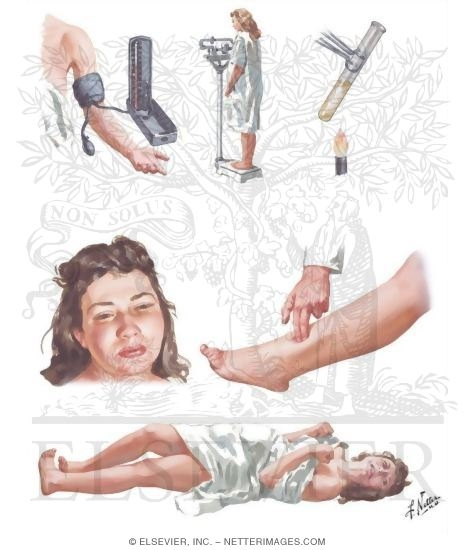 NON SOLUS
ELSEVIER
F. Netter
© ELSEVIER, INC. – NETTERIMAGES.COM